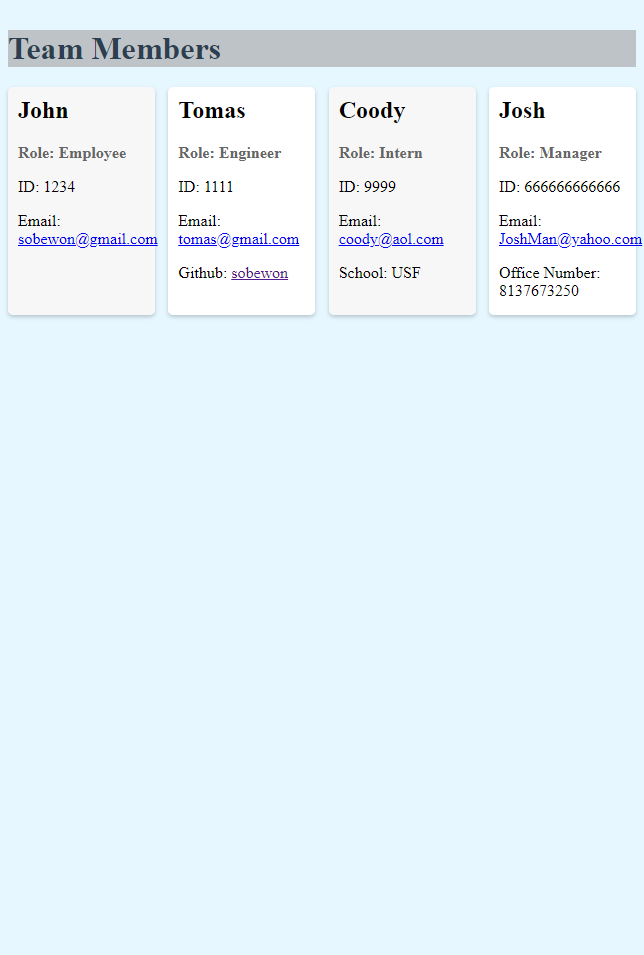 Team Members
John
Role: Employee
ID: 1234
Email:
sobewon@gmail.com
Tomas
Role: Engineer
ID: 1111
Email:
tomas@gmail.com
Github: sobewon
Coody
Role: Intern
ID: 9999
Email:
coody@aol.com
School: USF
Josh
Role: Manager
ID: 666666666666
Email:
JoshMan@yahoo.com
Office Number:
8137673250